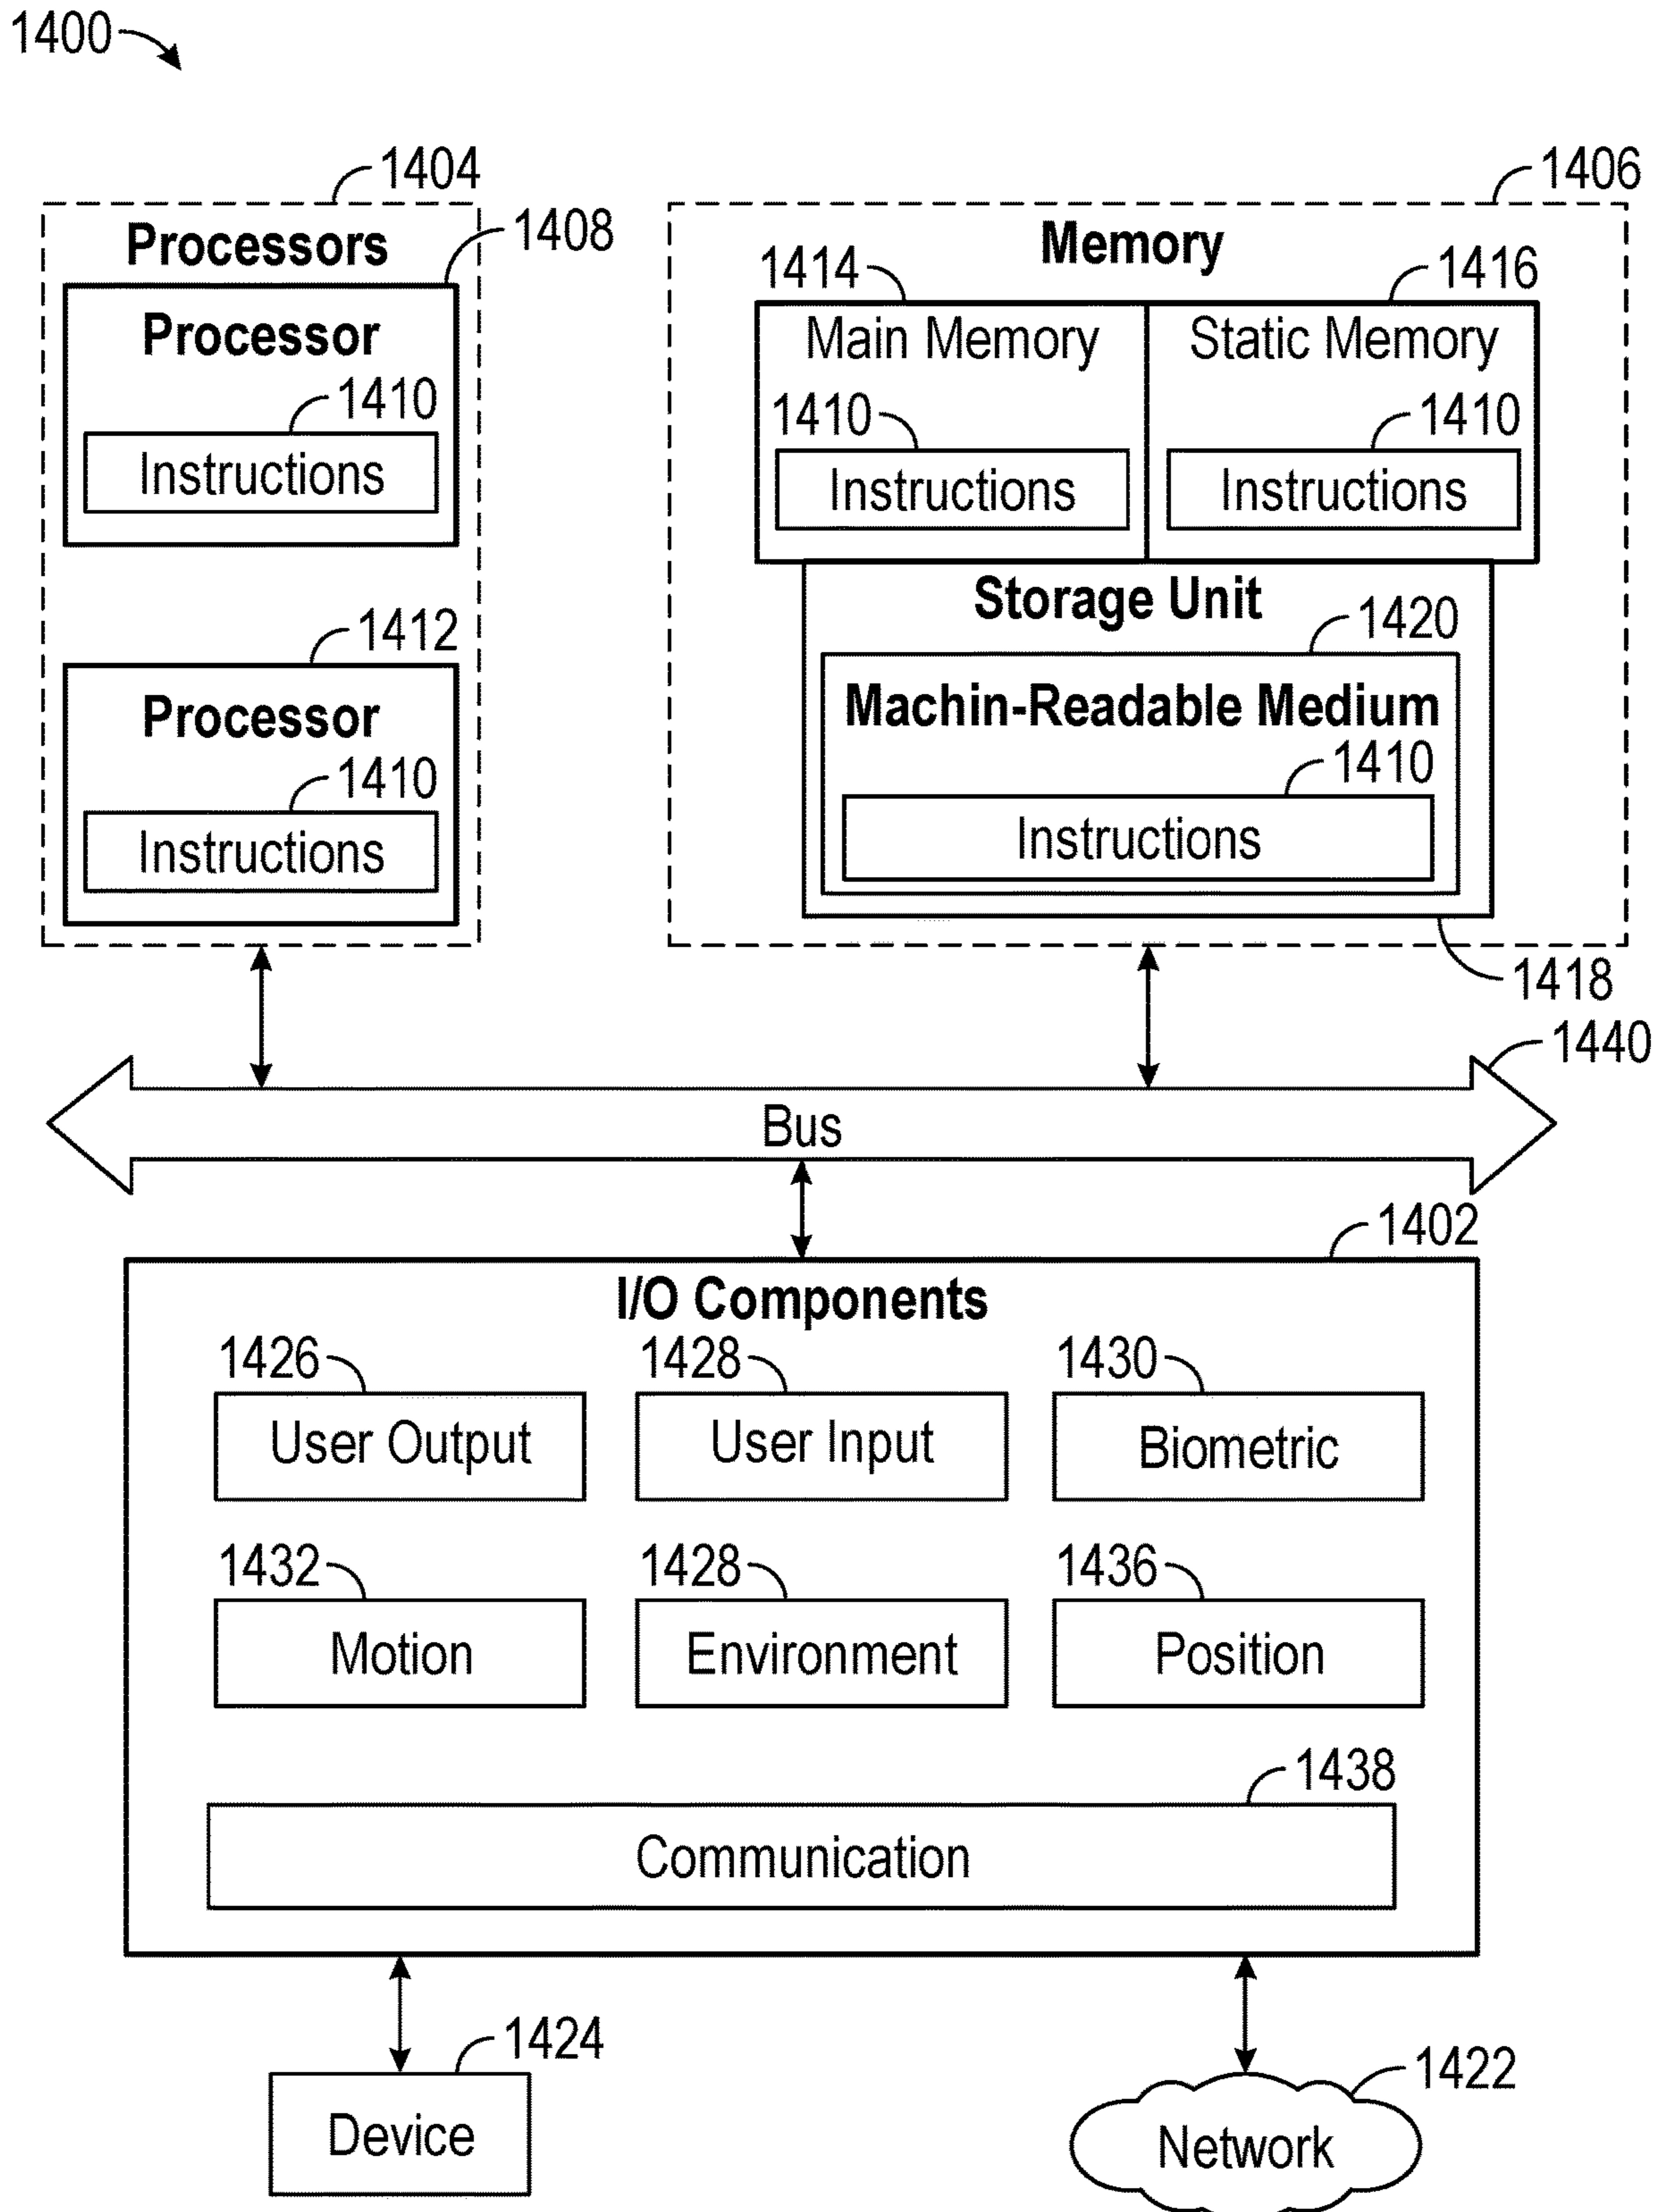 1400
1404
Processors
1408
Processor
1410
Instructions
1412
Processor
1410
Instructions
1406
Memory
1414
1416
Main Memory
Static Memory
1410
1410
Instructions
Instructions
Storage Unit
1420
Machin-Readable Medium
1410
Instructions
1418
1440
Bus
1402
I/O Components
1426
1428
1430
User Output
User Input
Biometric
1432
1428
1436
Motion
Environment
Position
1438
Communication
1424
Device
1422
Network